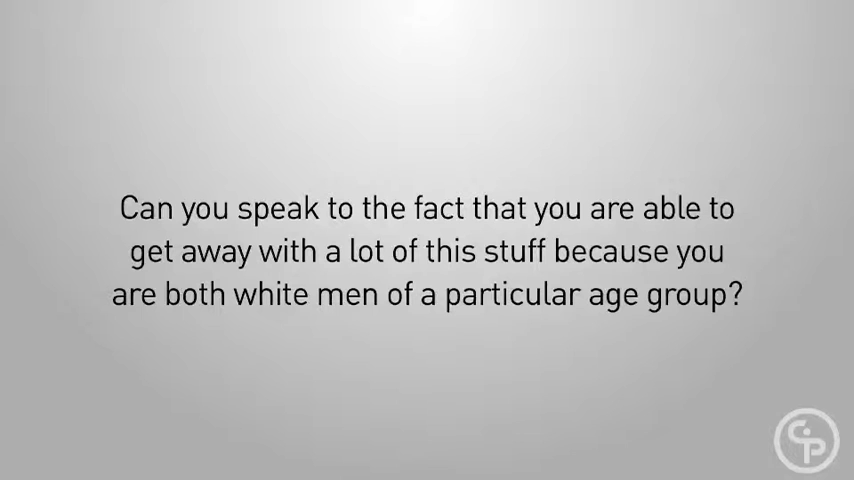 Can you speak to the fact that you are able to
get away with a lot of this stuff because you
are both white men of a particular age group?
CP